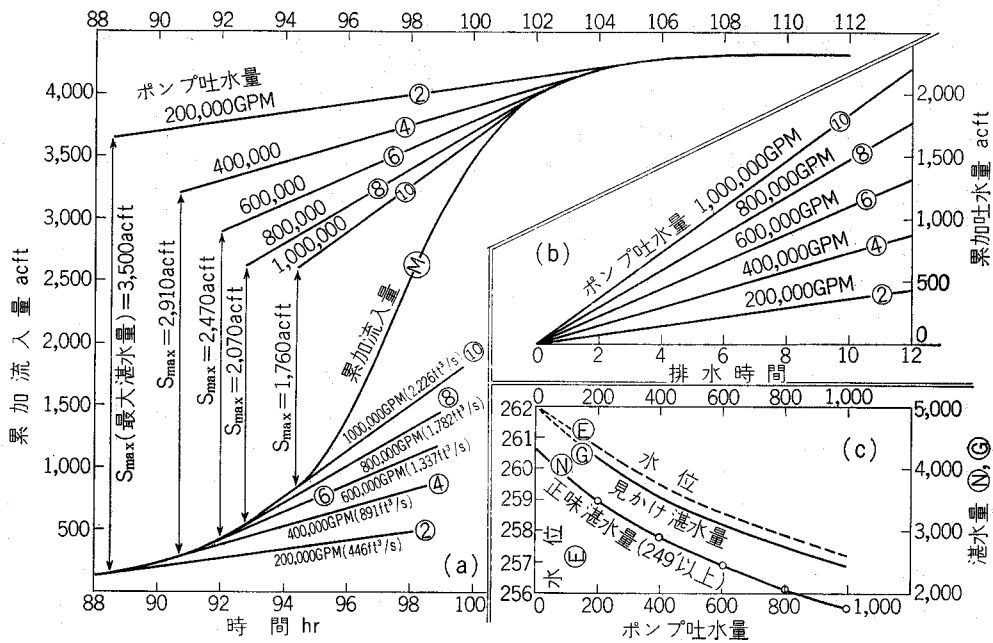 88 90 92 94 96 98 100 102 104 106 108 110 112
4,000
3,500
3,000
2,500
2,000
1,500
1,000
500
累加流入量 acft
88 90 92 94 96 98 100
時間 hr
ポンプ吐水量
200,000GPM ②
400,000 ④
600,000 ⑥
800,000 ⑧
1,000,000 ⑩
Smax(最大湛水量)=3,500acft
Smax=2,910acft
Smax=2,470acft
Smax=2,070acft
Smax=1,760acft
累加流入量 Ⓜ
1000,000GPM(2,226ft³/s) ⑩
800,000GPM(1,782ft³/s) ⑧
600,000GPM(1,337ft³/s) ⑥
400,000GPM(891ft³/s) ④
200,000GPM(446ft³/s) ②
(a)
(b)
ポンプ吐水量 1,000,000GPM ⑩
800,000GPM ⑧
600,000GPM ⑥
400,000GPM ④
200,000GPM ②
2,000
1,500
1,000
500
0
累加吐水量 acft
0 2 4 6 8 10 12
排水時間
0 200 400 600 800 1,000
262
261
260
259
258
257
256
水位 Ⓔ
(c)
Ⓔ 水位
Ⓖ 見かけ湛水量
Ⓝ 正味湛水量(249′以上)
5,000
4,000
3,000
2,000
湛水量 Ⓝ,Ⓖ
0 200 400 600 800 1,000
ポンプ吐水量